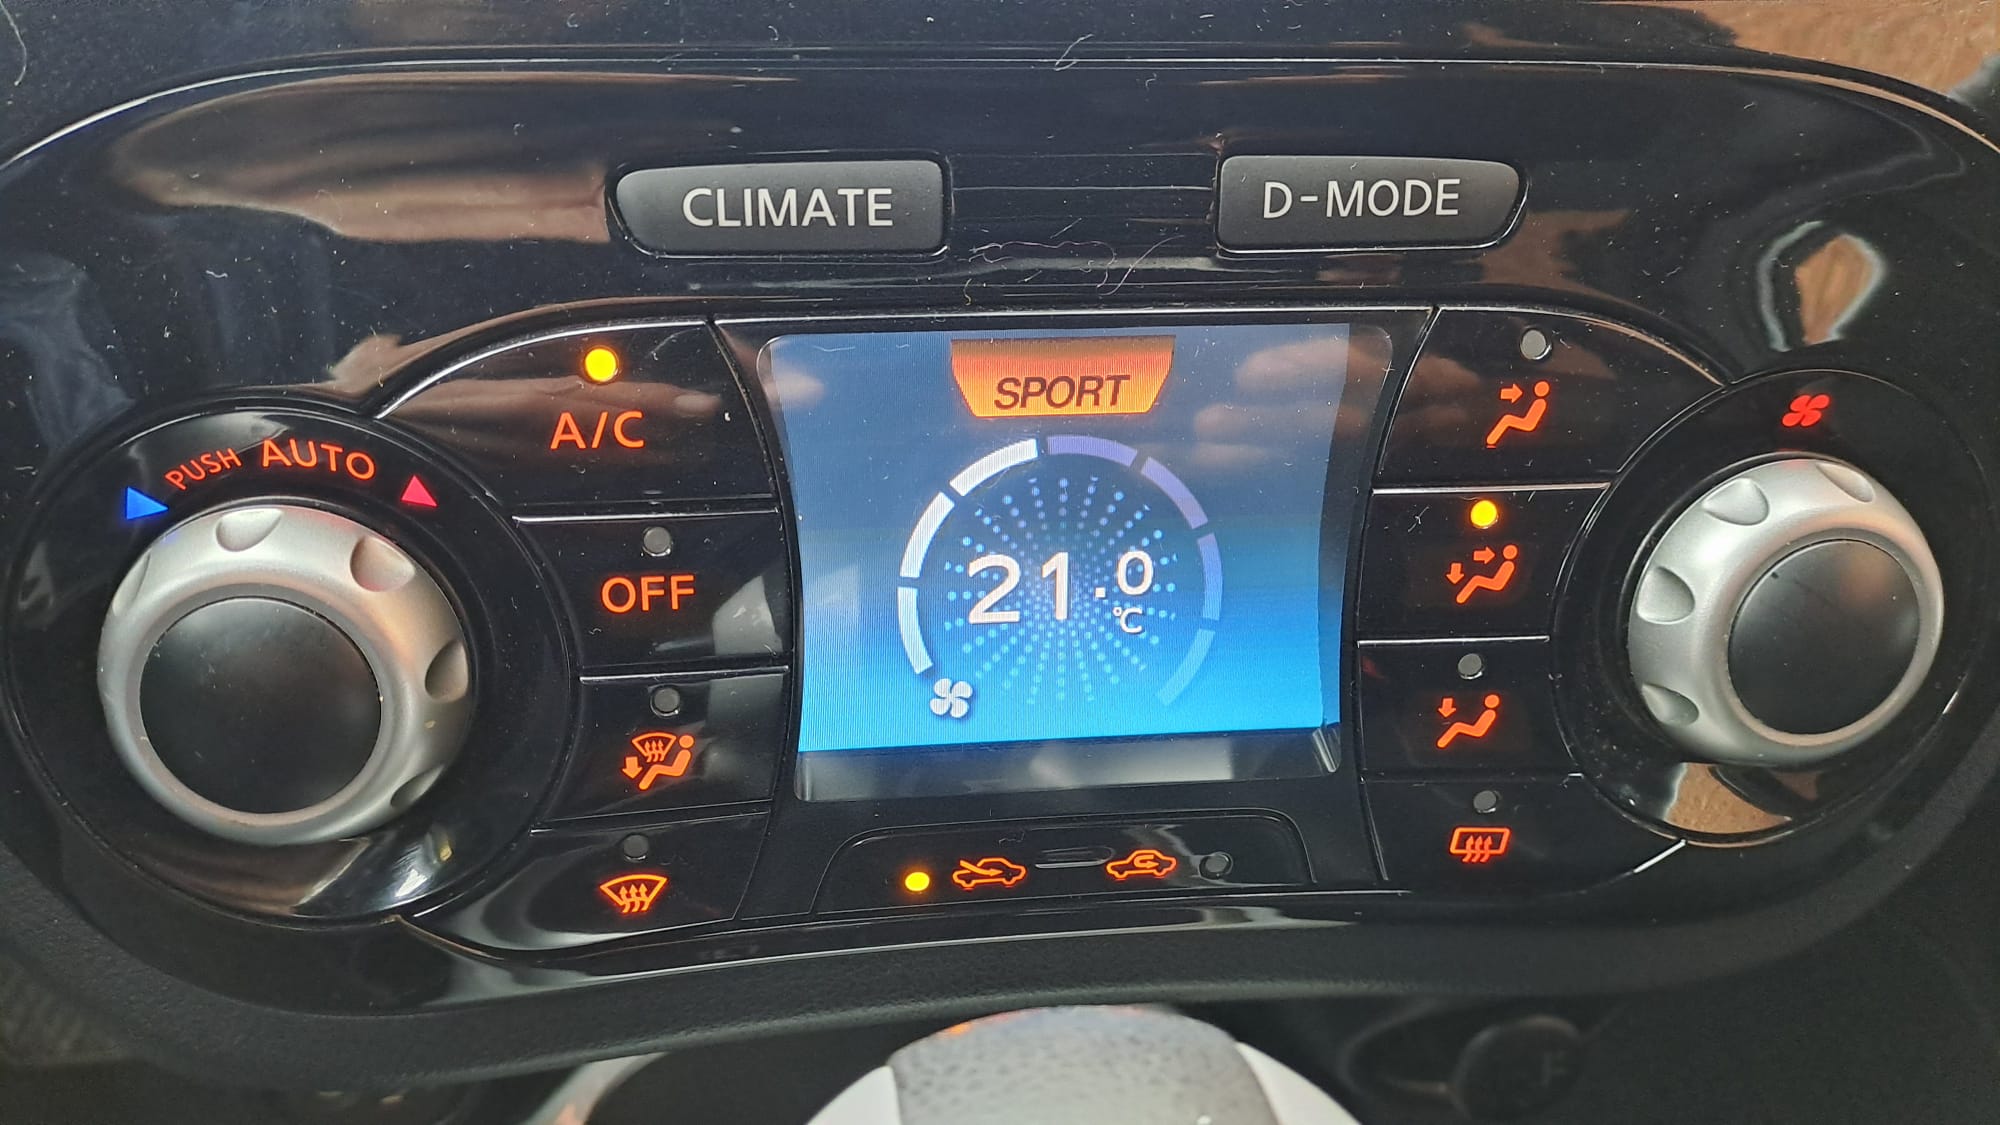 CLIMATE
D-MODE
SPORT
A/C
PUSH AUTO
OFF
21.0
°C